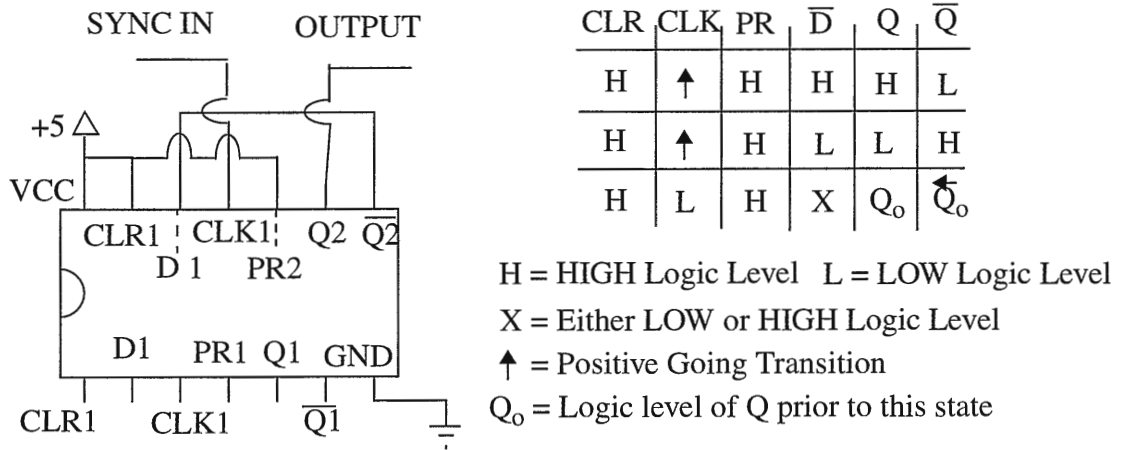 SYNC IN OUTPUT
+5
VCC
CLR1 CLK1 Q2 Q̅2̅
D 1 PR2
D1 PR1 Q1 GND
CLR1 CLK1 Q̅1̅
CLR CLK PR D̅ Q Q̅
H ↑ H H H L
H ↑ H L L H
H L H X Qo Q̅o
H = HIGH Logic Level L = LOW Logic Level
X = Either LOW or HIGH Logic Level
↑ = Positive Going Transition
Qo = Logic level of Q prior to this state